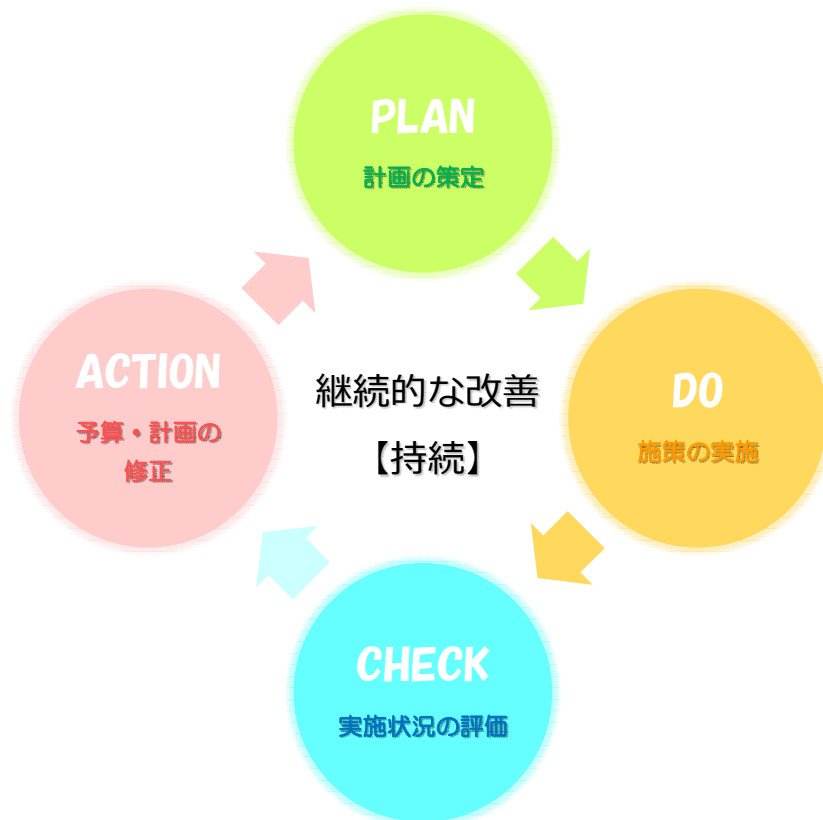 PLAN
計画の策定
ACTION
予算・計画の
修正
継続的な改善
【持続】
DO
施策の実施
CHECK
実施状況の評価